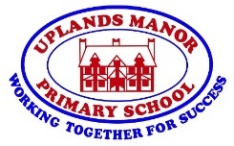 UPLANDS MANOR
PRIMARY SCHOOL
WORKING TOGETHER FOR SUCCESS